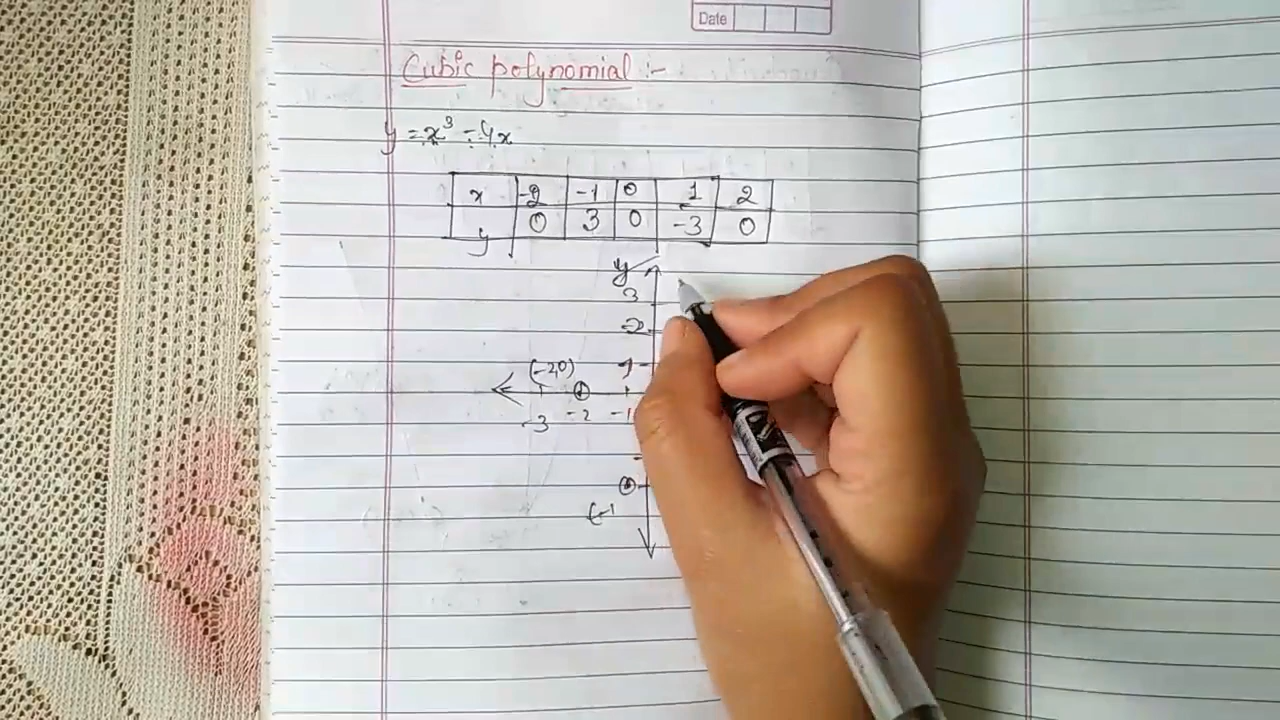 Date
Cubic polynomial :-
y = x³ - 4x
x -2 -1 0 1 2
y 0 3 0 -3 0
y
3
2
(-2,0) 1
-3 -2 -1
(-1